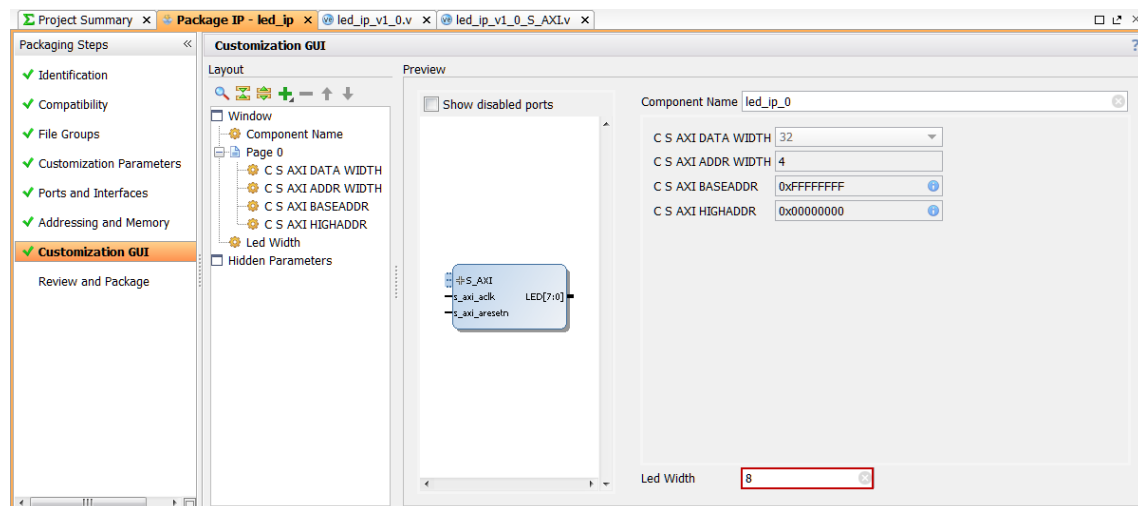 Project Summary
Package IP - led_ip
led_ip_v1_0.v
led_ip_v1_0_S_AXI.v
Packaging Steps
Identification
Compatibility
File Groups
Customization Parameters
Ports and Interfaces
Addressing and Memory
Customization GUI
Review and Package
Customization GUI
?
Layout
Window
Component Name
Page 0
C S AXI DATA WIDTH
C S AXI ADDR WIDTH
C S AXI BASEADDR
C S AXI HIGHADDR
Led Width
Hidden Parameters
Preview
Show disabled ports
S_AXI
s_axi_aclk LED[7:0]
s_axi_aresetn
Component Name led_ip_0
C S AXI DATA WIDTH 32
C S AXI ADDR WIDTH 4
C S AXI BASEADDR 0xFFFFFFFF
C S AXI HIGHADDR 0x00000000
Led Width 8